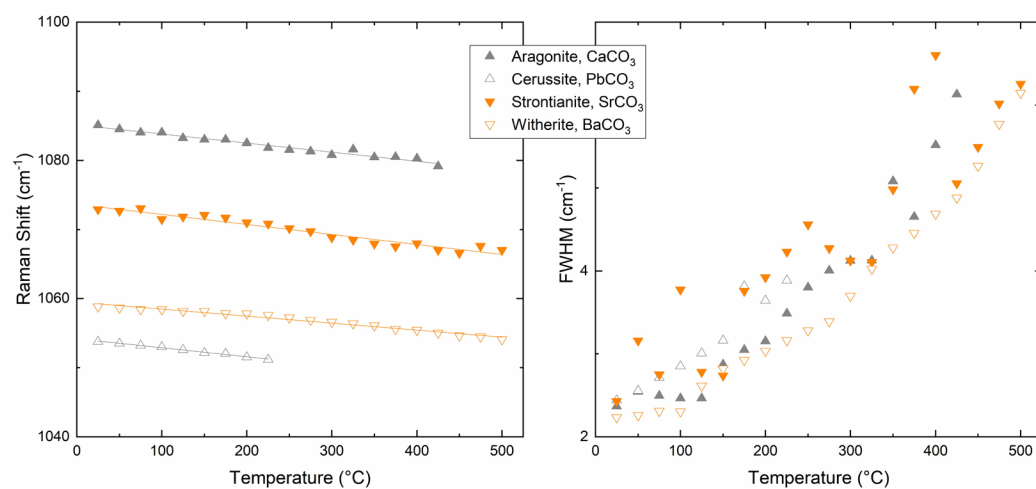 1100
1080
1060
1040
Raman Shift (cm⁻¹)
0 100 200 300 400 500
Temperature (°C)
Aragonite, CaCO₃
Cerussite, PbCO₃
Strontianite, SrCO₃
Witherite, BaCO₃
4
2
FWHM (cm⁻¹)
0 100 200 300 400 500
Temperature (°C)